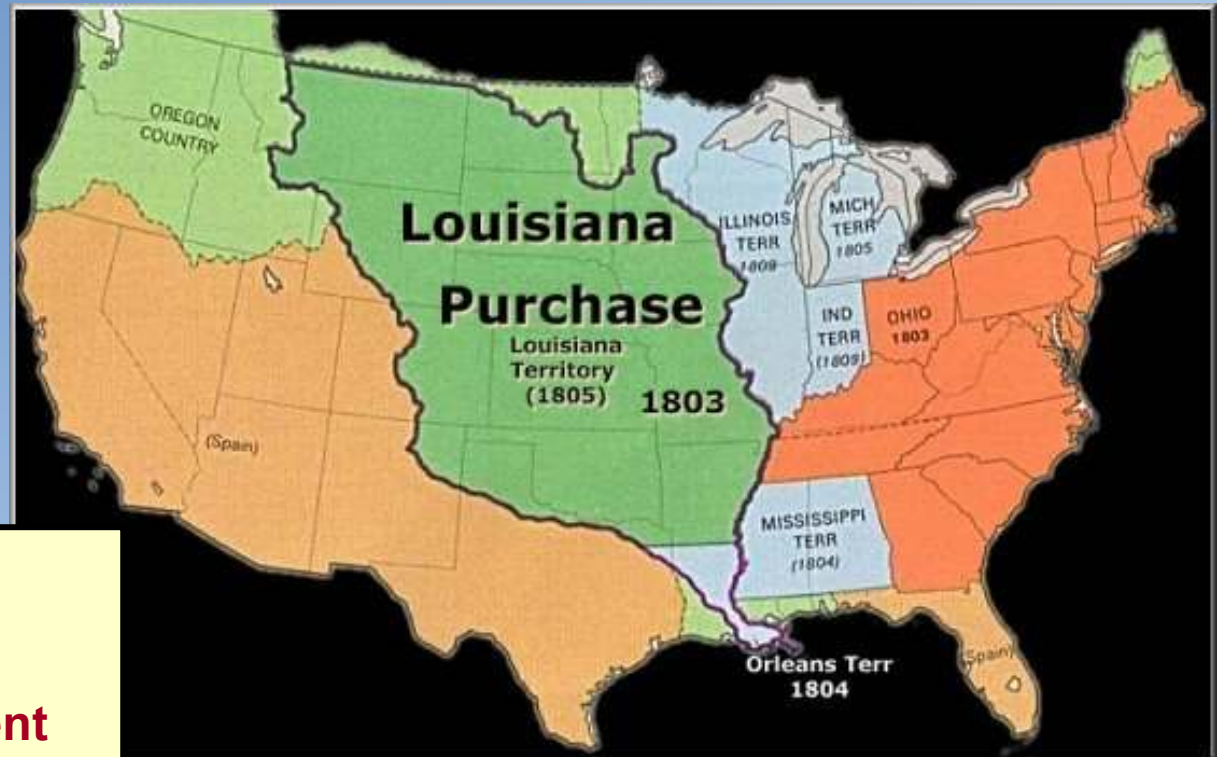 OREGON
COUNTRY
Louisiana
Purchase
Louisiana
Territory
(1805)
1803
ILLINOIS
TERR
1809
MICH
TERR
1805
IND
TERR
(1809)
OHIO
1803
(Spain)
MISSISSIPPI
TERR
(1804)
Orleans Terr
1804
(Spain)
ent